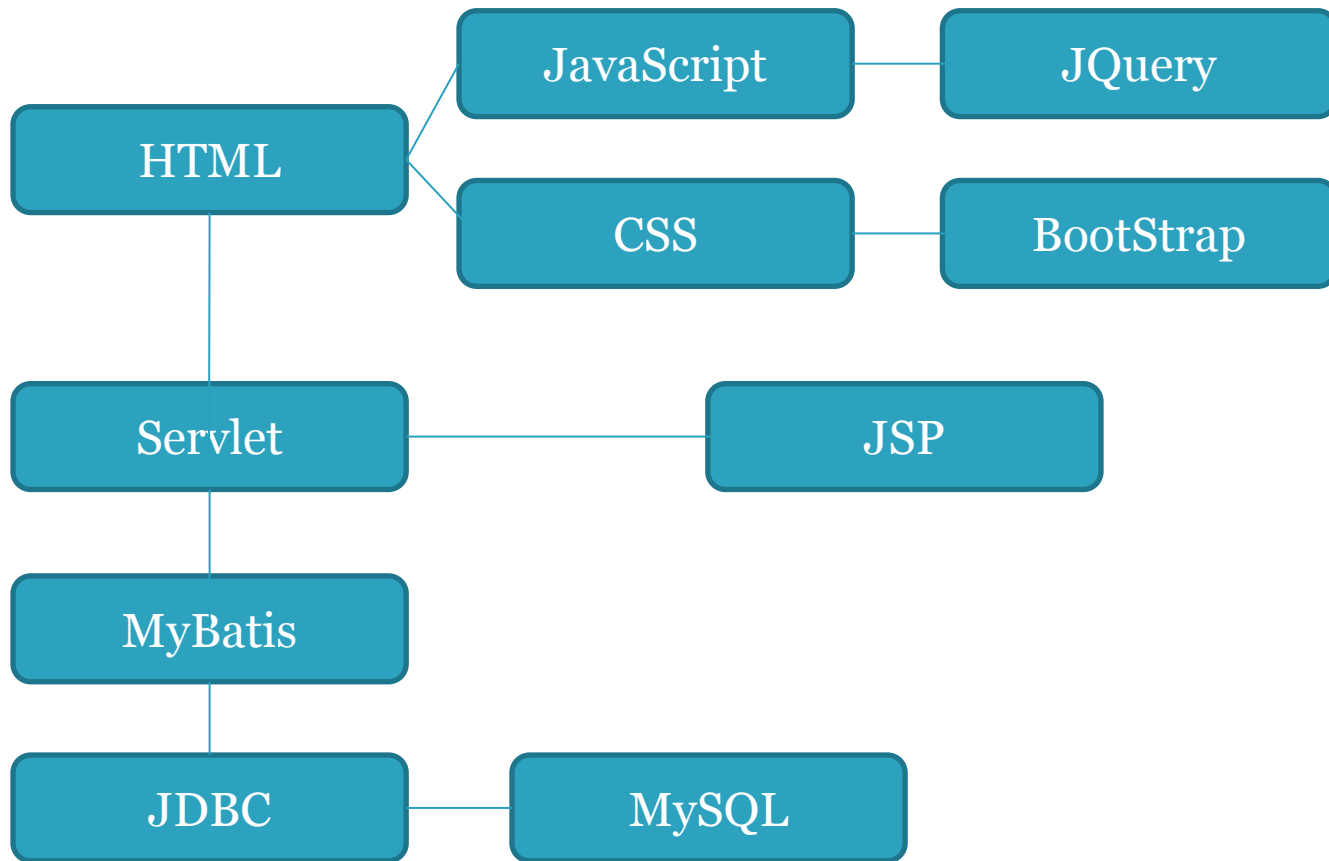 JavaScript
JQuery
HTML
CSS
BootStrap
Servlet
JSP
MyBatis
JDBC
MySQL